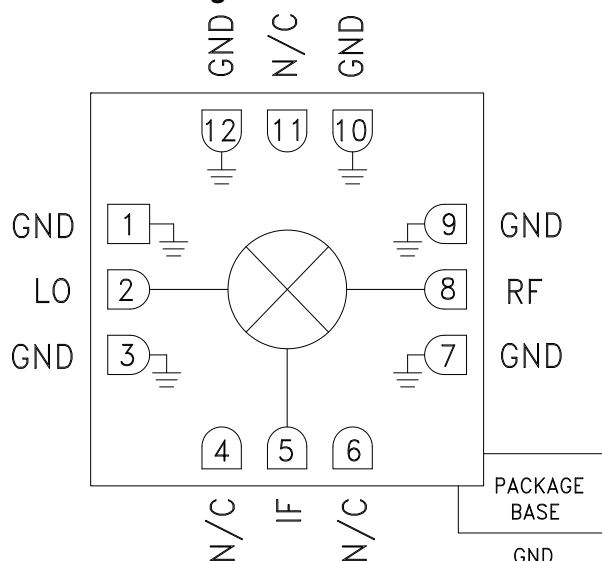 GND N/C GND
12 11 10
GND 1 9 GND
LO 2 8 RF
GND 3 7 GND
4 5 6
N/C IF N/C
PACKAGE
BASE
GND